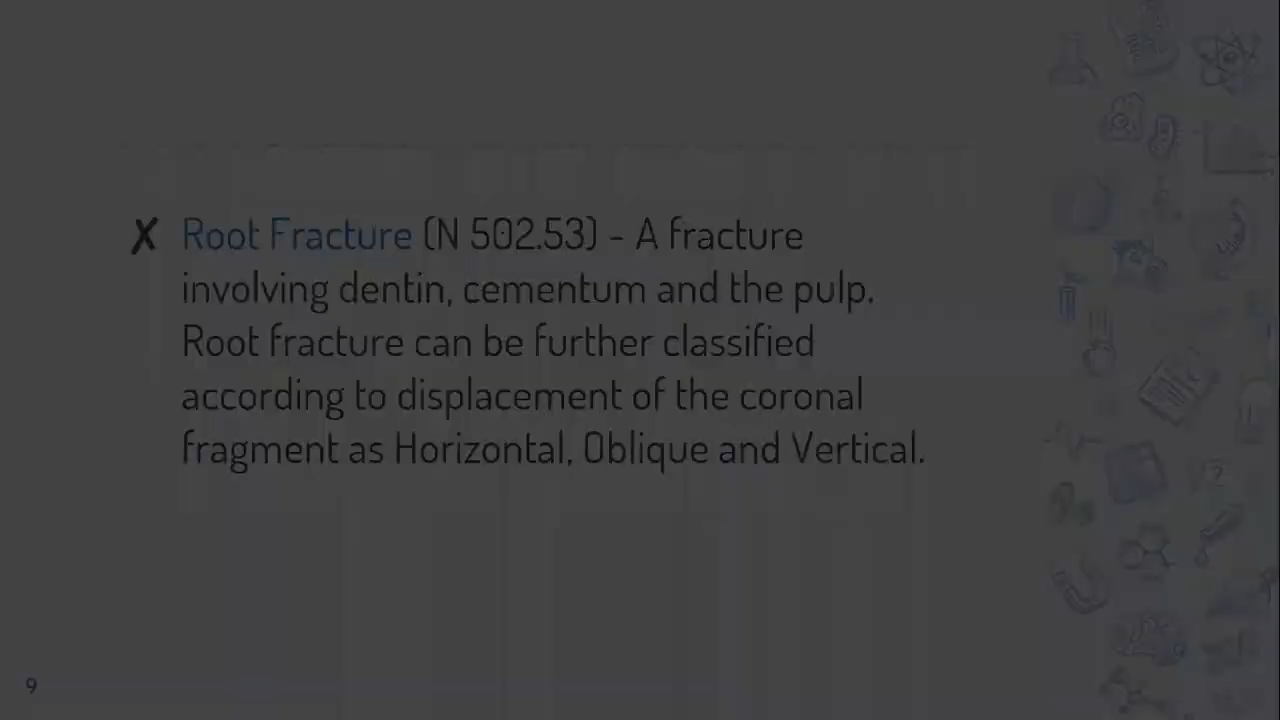 ✗ Root Fracture (N 502.53) - A fracture
involving dentin, cementum and the pulp.
Root fracture can be further classified
according to displacement of the coronal
fragment as Horizontal, Oblique and Vertical.
9